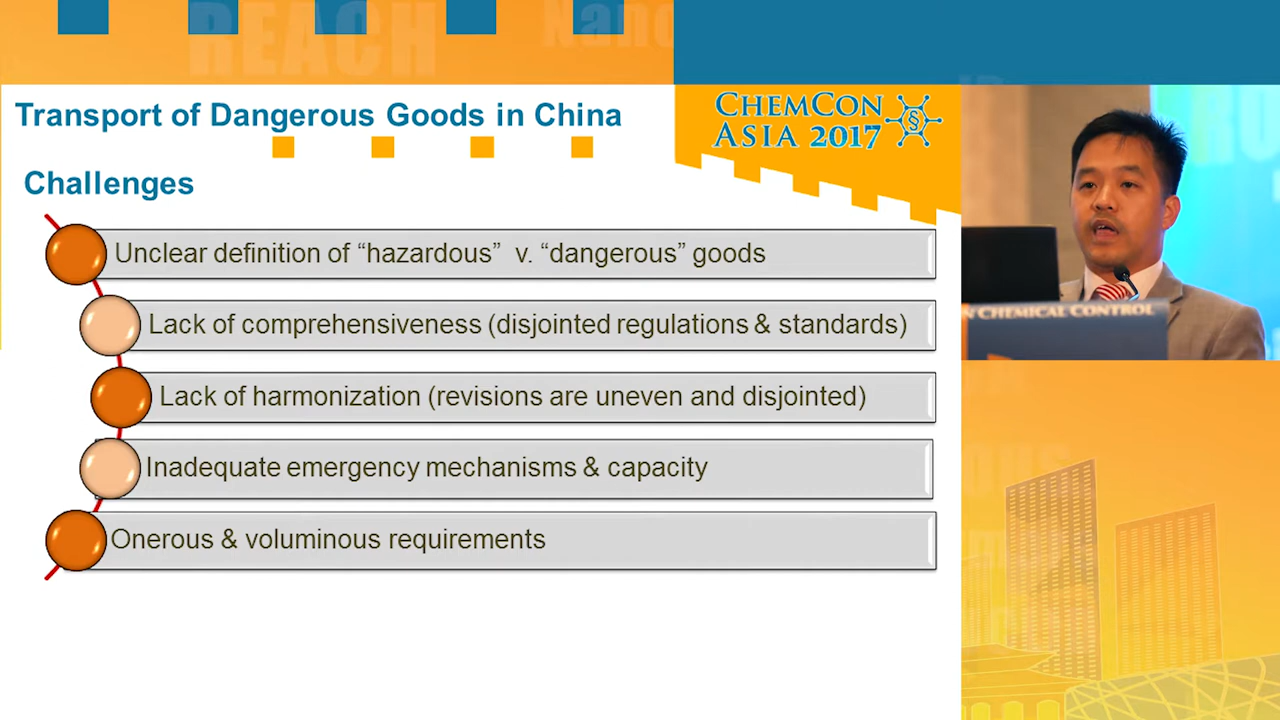 REACH
Nano
Transport of Dangerous Goods in China
CHEMCON
ASIA 2017
§
Challenges
Unclear definition of “hazardous” v. “dangerous” goods
Lack of comprehensiveness (disjointed regulations & standards)
Lack of harmonization (revisions are uneven and disjointed)
Inadequate emergency mechanisms & capacity
Onerous & voluminous requirements
N CHEMICAL CONTROL